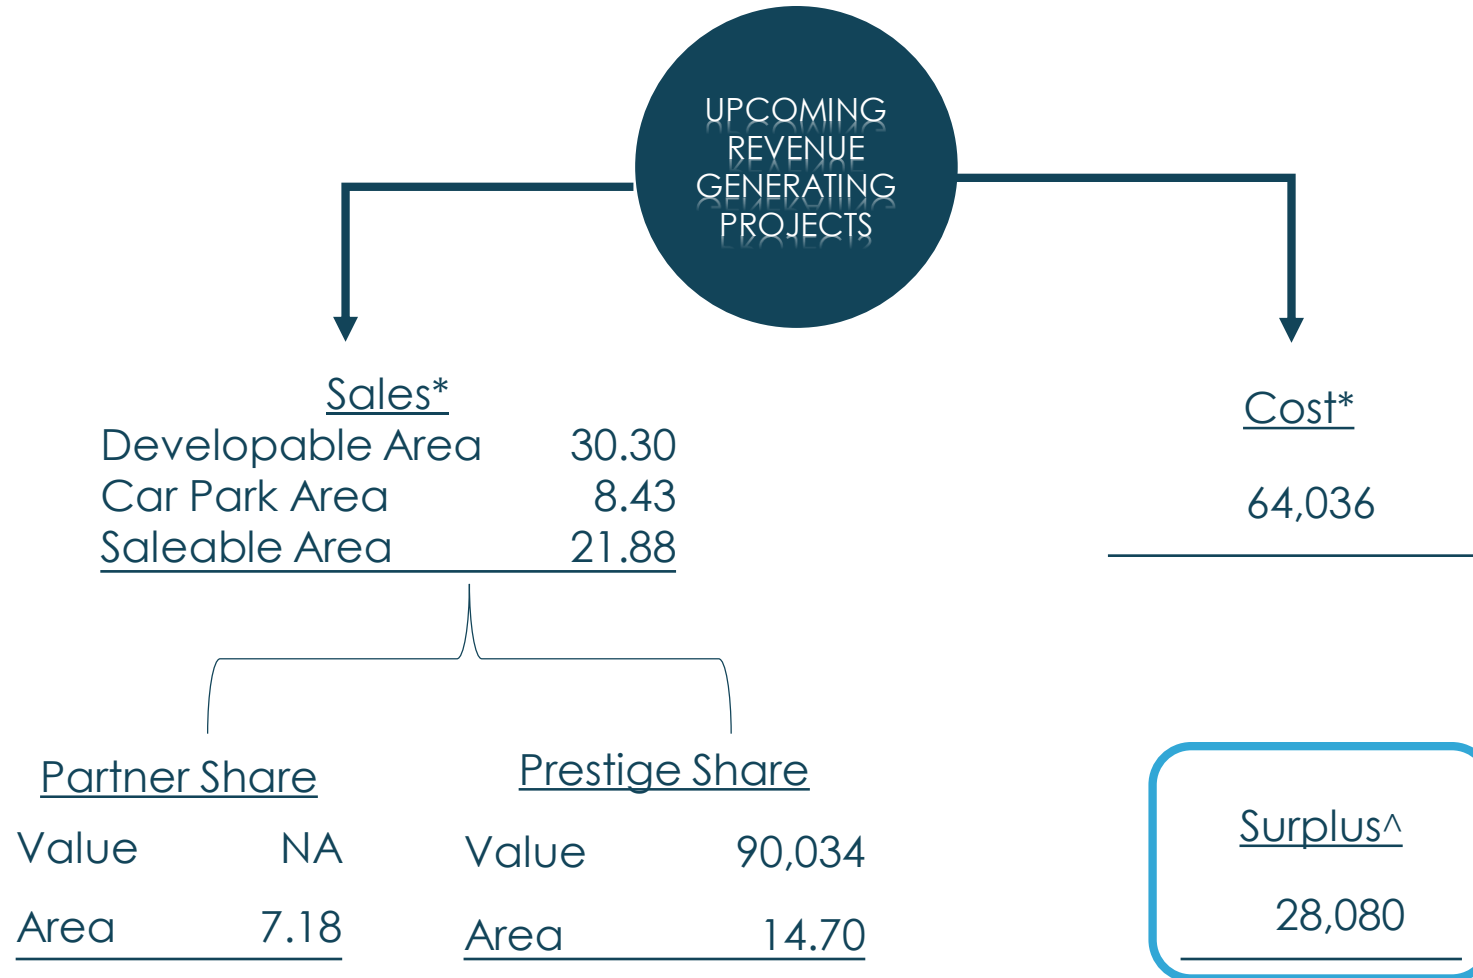 UPCOMING
REVENUE
GENERATING
PROJECTS
Sales*
Developable Area 30.30
Car Park Area 8.43
Saleable Area 21.88
Cost*
64,036
Partner Share
Value NA
Area 7.18
Prestige Share
Value 90,034
Area 14.70
Surplus^
28,080